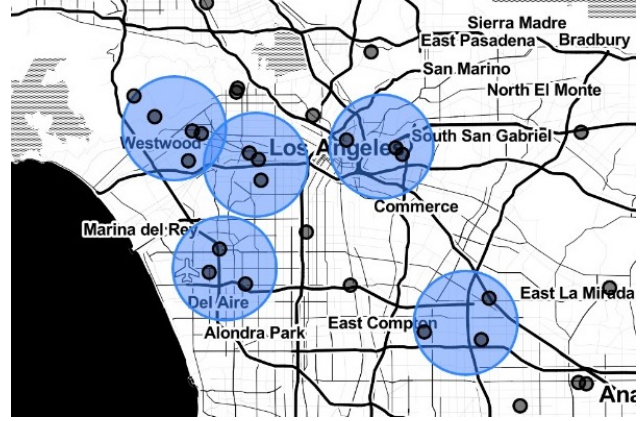 Sierra Madre
East Pasadena
Bradbury
San Marino
North El Monte
Westwood
Los Angeles
South San Gabriel
Commerce
Marina del Rey
Del Aire
East La Mirada
Alondra Park
East Compton
Ana